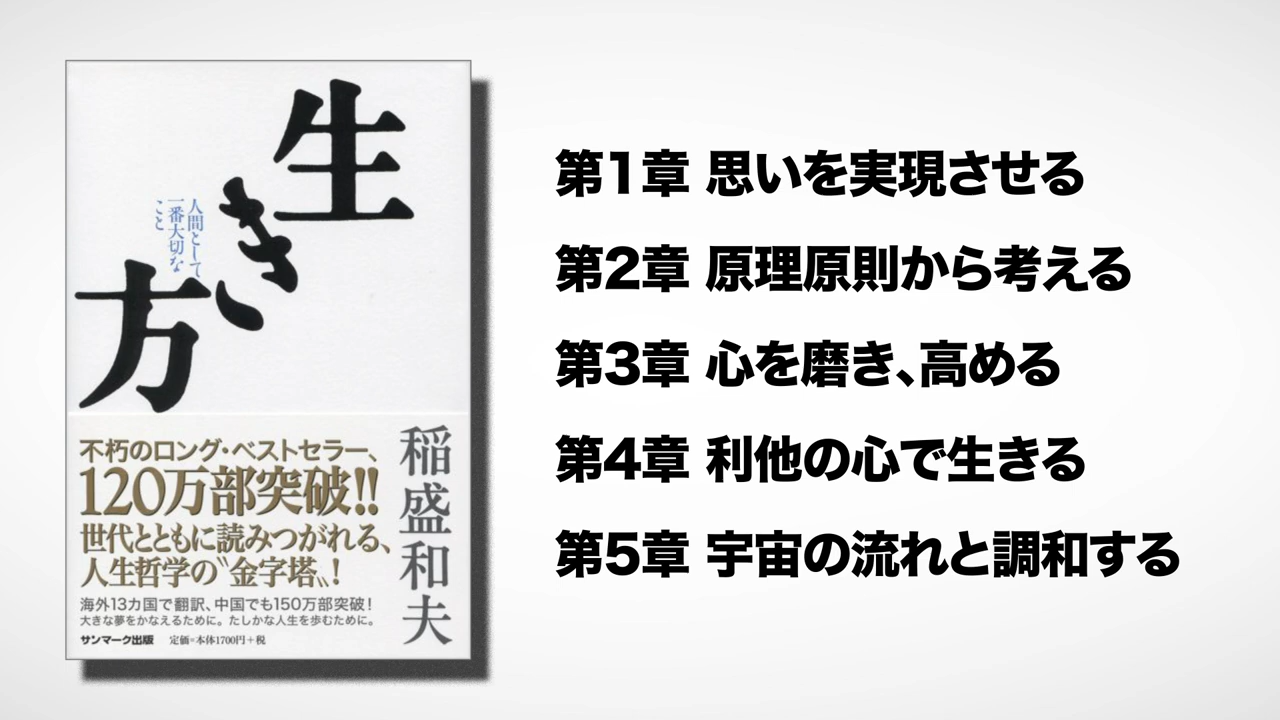 生き方
人間として
一番大切な
こと
稲盛和夫
不朽のロング・ベストセラー、
120万部突破!!
世代とともに読みつがれる、
人生哲学の〝金字塔〟!
海外13カ国で翻訳、中国でも150万部突破!
大きな夢をかなえるために。たしかな人生を歩むために。
サンマーク出版 定価=本体1700円+税
第1章 思いを実現させる
第2章 原理原則から考える
第3章 心を磨き、高める
第4章 利他の心で生きる
第5章 宇宙の流れと調和する